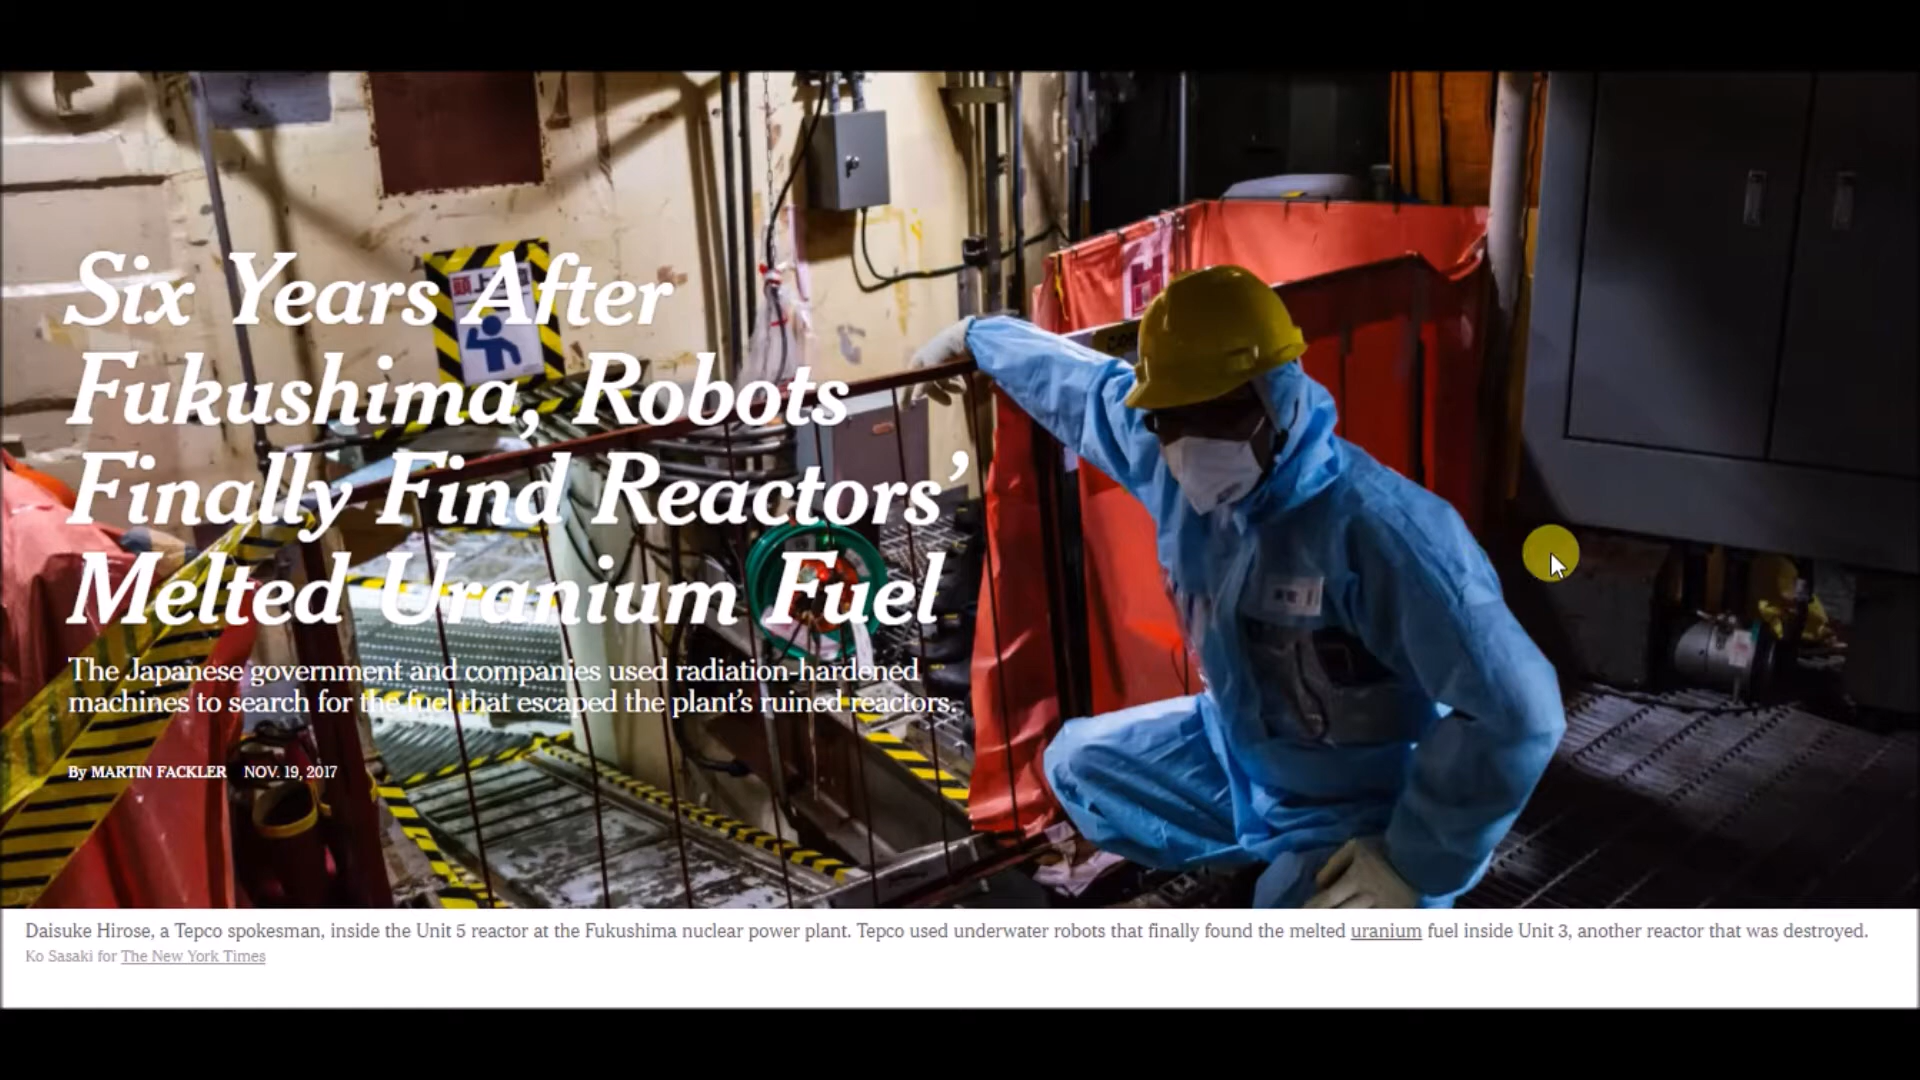 Six Years After
Fukushima, Robots
Finally Find Reactors’
Melted Uranium Fuel
The Japanese government and companies used radiation-hardened
machines to search for the fuel that escaped the plant’s ruined reactors.
By MARTIN FACKLER NOV. 19, 2017
Daisuke Hirose, a Tepco spokesman, inside the Unit 5 reactor at the Fukushima nuclear power plant. Tepco used underwater robots that finally found the melted uranium fuel inside Unit 3, another reactor that was destroyed.
Ko Sasaki for The New York Times